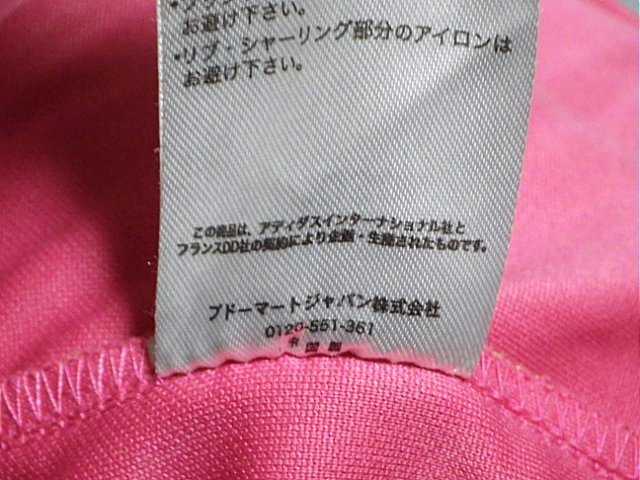 お避け下さい。
・リブ・シャーリング部分のアイロンは
お避け下さい。
この商品は、アディダスインターナショナル社と
フランスDD社の契約により企画・生産されたものです。
ブドーマートジャパン株式会社
0120-551-361
国製